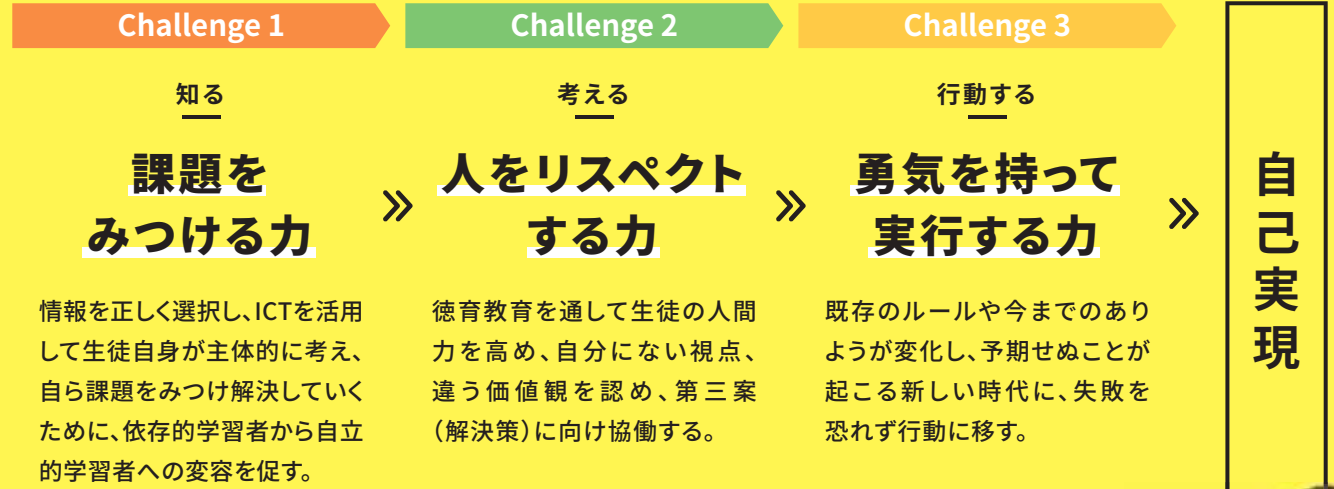 Challenge 1
知る
課題を
みつける力
情報を正しく選択し、ICTを活用
して生徒自身が主体的に考え、
自ら課題をみつけ解決していく
ために、依存的学習者から自立
的学習者への変容を促す。
Challenge 2
考える
人をリスペクト
する力
徳育教育を通して生徒の人間
力を高め、自分にない視点、
違う価値観を認め、第三案
（解決策）に向け協働する。
Challenge 3
行動する
勇気を持って
実行する力
既存のルールや今までのあり
ようが変化し、予期せぬことが
起こる新しい時代に、失敗を
恐れず行動に移す。
自己実現